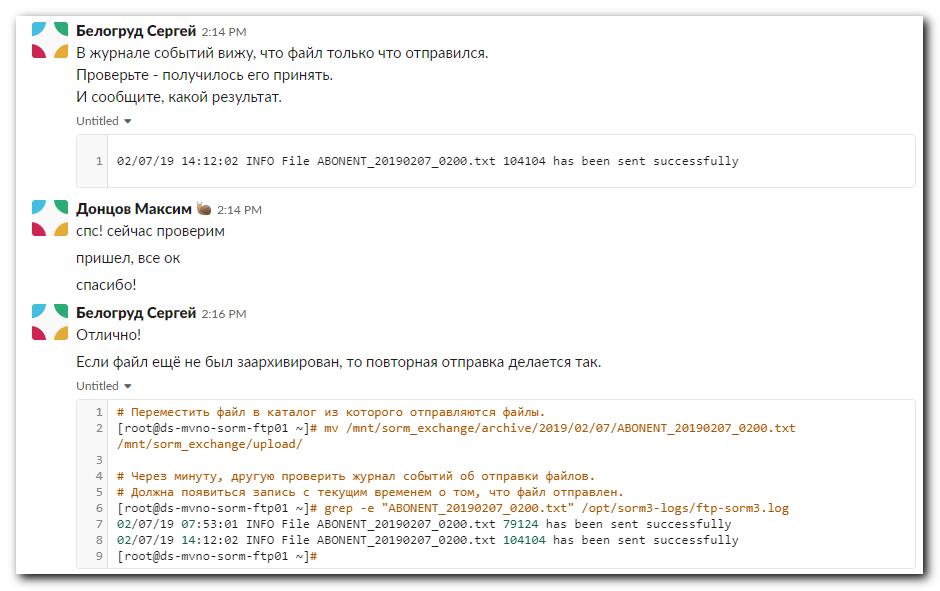 Белогруд Сергей 2:14 PM
В журнале событий вижу, что файл только что отправился.
Проверьте - получилось его принять.
И сообщите, какой результат.
Untitled
1 02/07/19 14:12:02 INFO File ABONENT_20190207_0200.txt 104104 has been sent successfully
Донцов Максим 2:14 PM
спс! сейчас проверим
пришел, все ок
спасибо!
Белогруд Сергей 2:16 PM
Отлично!
Если файл ещё не был заархивирован, то повторная отправка делается так.
Untitled
1 # Переместить файл в каталог из которого отправляются файлы.
2 [root@ds-mvno-sorm-ftp01 ~]# mv /mnt/sorm_exchange/archive/2019/02/07/ABONENT_20190207_0200.txt
/mnt/sorm_exchange/upload/
3
4 # Через минуту, другую проверить журнал событий об отправки файлов.
5 # Должна появиться запись с текущим временем о том, что файл отправлен.
6 [root@ds-mvno-sorm-ftp01 ~]# grep -e "ABONENT_20190207_0200.txt" /opt/sorm3-logs/ftp-sorm3.log
7 02/07/19 07:53:01 INFO File ABONENT_20190207_0200.txt 79124 has been sent successfully
8 02/07/19 14:12:02 INFO File ABONENT_20190207_0200.txt 104104 has been sent successfully
9 [root@ds-mvno-sorm-ftp01 ~]#